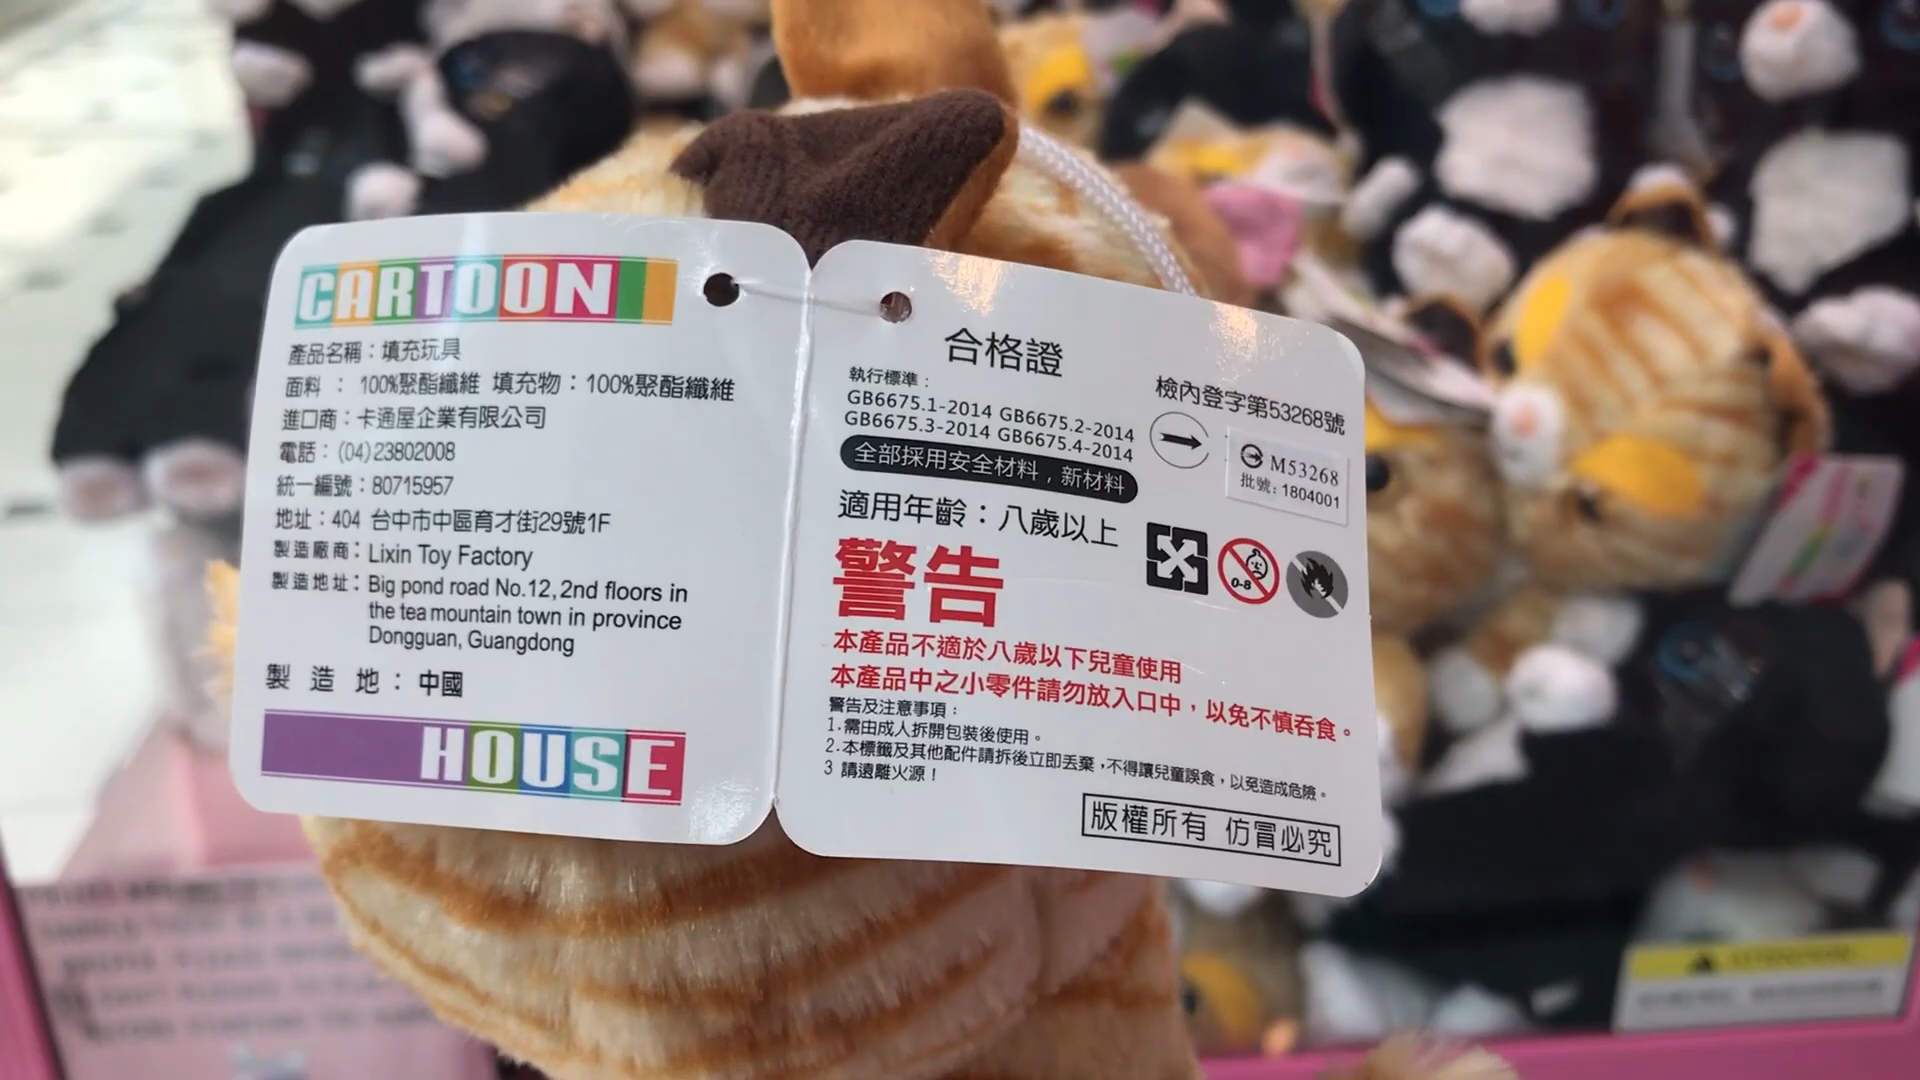 CARTOON
產品名稱：填充玩具
面料 ： 100%聚酯纖維 填充物：100%聚酯纖維
進口商：卡通屋企業有限公司
電話：(04)23802008
統一編號：80715957
地址：404 台中市中區育才街29號1F
製造廠商：Lixin Toy Factory
製造地址：Big pond road No.12,2nd floors in
the tea mountain town in province
Dongguan, Guangdong
製 造 地：中國
HOUSE
合格證
執行標準：
GB6675.1-2014 GB6675.2-2014
GB6675.3-2014 GB6675.4-2014
檢內登字第53268號
M53268
批號: 1804001
全部採用安全材料，新材料
適用年齡：八歲以上
0-8
警告
本產品不適於八歲以下兒童使用
本產品中之小零件請勿放入口中，以免不慎吞食。
警告及注意事項：
1.需由成人拆開包裝後使用。
2.本標籤及其他配件請拆後立即丟棄，不得讓兒童誤食，以免造成危險。
3 請遠離火源！
版權所有 仿冒必究